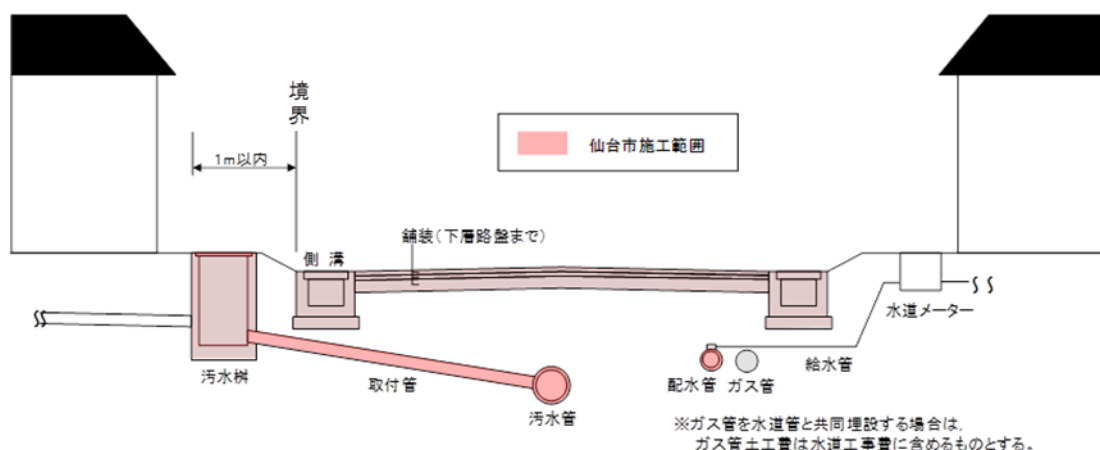 境界
仙台市施工範囲
1m以内
舗装(下層路盤まで)
側溝
水道メーター
汚水桝
取付管
汚水管
配水管
ガス管
給水管
※ガス管を水道管と共同埋設する場合は、
ガス管土工費は水道工事費に含めるものとする。